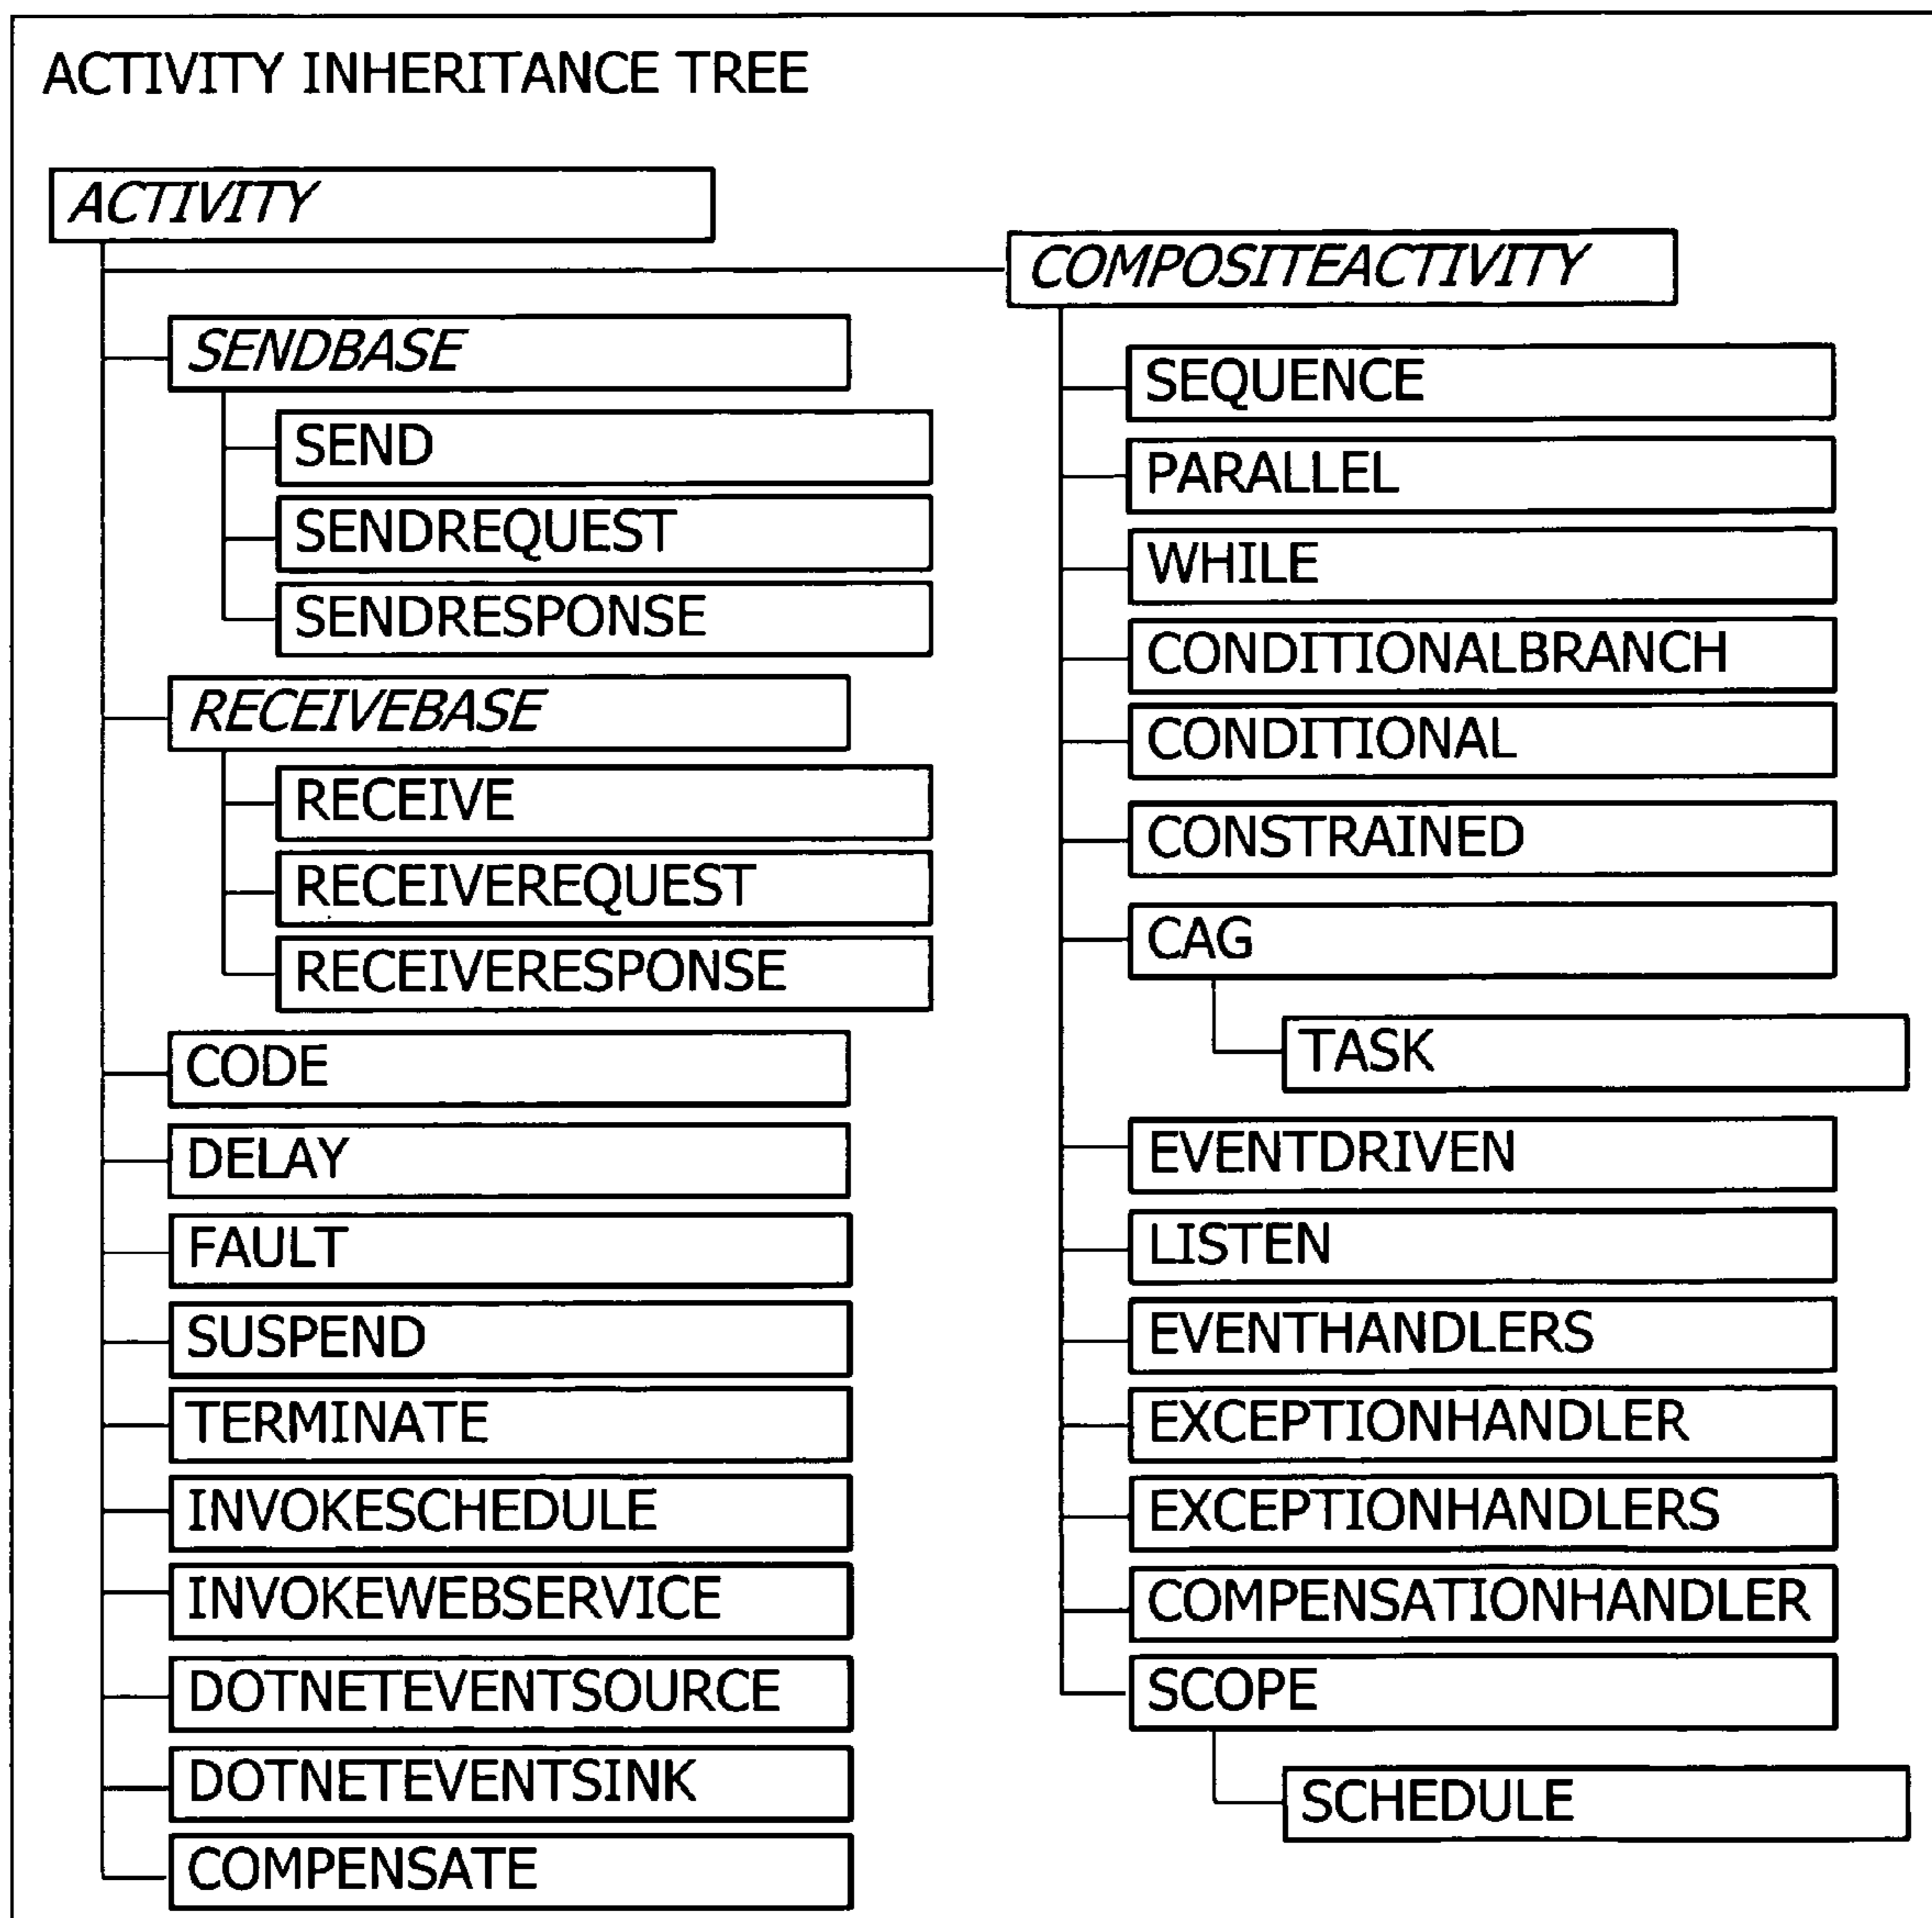 ACTIVITY INHERITANCE TREE
ACTIVITY
SENDBASE
SEND
SENDREQUEST
SENDRESPONSE
RECEIVEBASE
RECEIVE
RECEIVEREQUEST
RECEIVERESPONSE
CODE
DELAY
FAULT
SUSPEND
TERMINATE
INVOKESCHEDULE
INVOKEWEBSERVICE
DOTNETEVENTSOURCE
DOTNETEVENTSINK
COMPENSATE
COMPOSITEACTIVITY
SEQUENCE
PARALLEL
WHILE
CONDITIONALBRANCH
CONDITIONAL
CONSTRAINED
CAG
TASK
EVENTDRIVEN
LISTEN
EVENTHANDLERS
EXCEPTIONHANDLER
EXCEPTIONHANDLERS
COMPENSATIONHANDLER
SCOPE
SCHEDULE